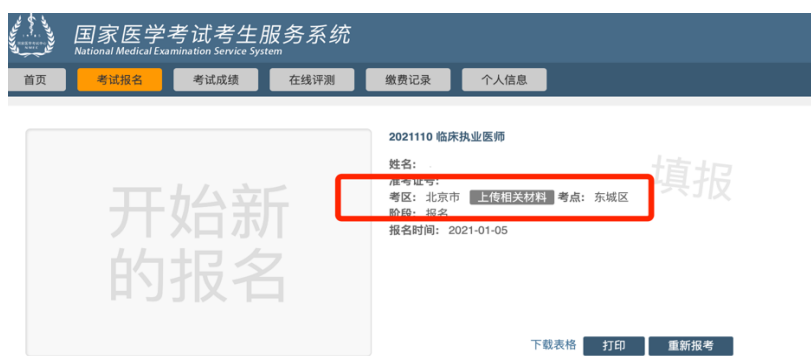 国家医学考试考生服务系统
National Medical Examination Service System
首页 考试报名 考试成绩 在线评测 缴费记录 个人信息
开始新
的报名
2021110 临床执业医师
填报
姓名：
准考证号：
考区： 北京市 上传相关材料 考点： 东城区
阶段： 报名
报名时间： 2021-01-05
下载表格 打印 重新报考